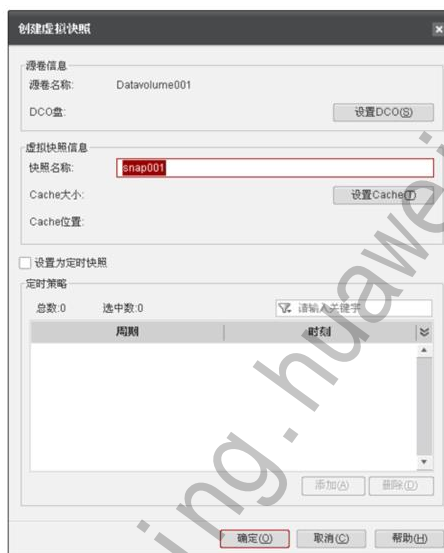 创建虚拟快照
源卷信息
源卷名称: Datavolume001
DCO盘: 设置DCO(S)
虚拟快照信息
快照名称: snap001
Cache大小: 设置Cache(T)
Cache位置:
设置为定时快照
定时策略
总数:0 选中数:0 请输入关键字
周期 时刻
添加(A) 删除(D)
确定(O) 取消(C) 帮助(H)
ing.huawei